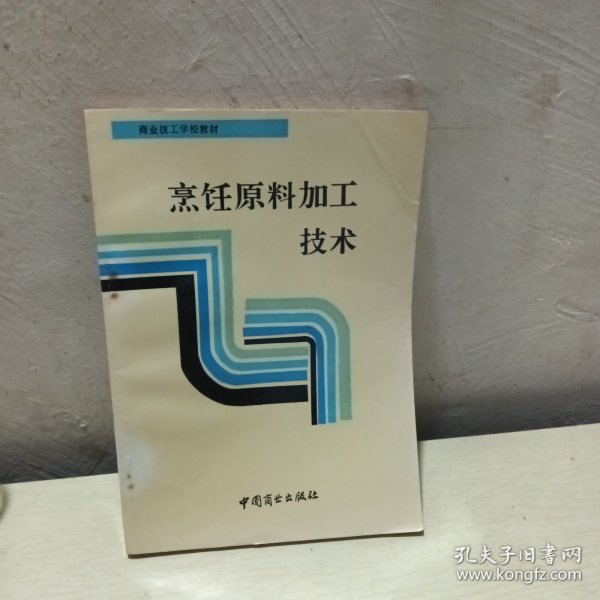 商业技工学校教材
烹饪原料加工
技术
中国商业出版社
孔夫子旧書网
www.kongfz.com